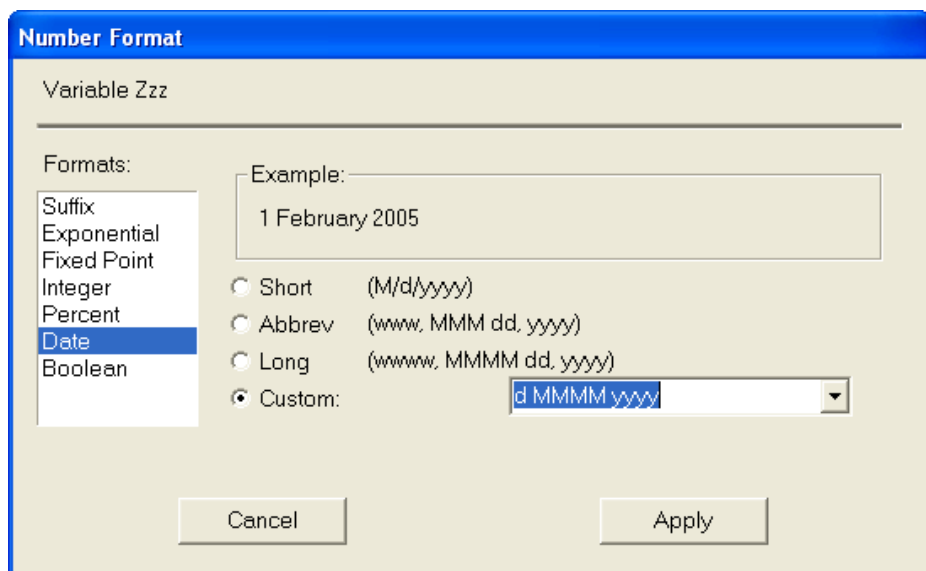 Number Format
Variable Zzz
Formats:
Suffix
Exponential
Fixed Point
Integer
Percent
Date
Boolean
Example:
1 February 2005
Short (M/d/yyyy)
Abbrev (www, MMM dd, yyyy)
Long (wwww, MMMM dd, yyyy)
Custom: d MMMM yyyy
Cancel Apply